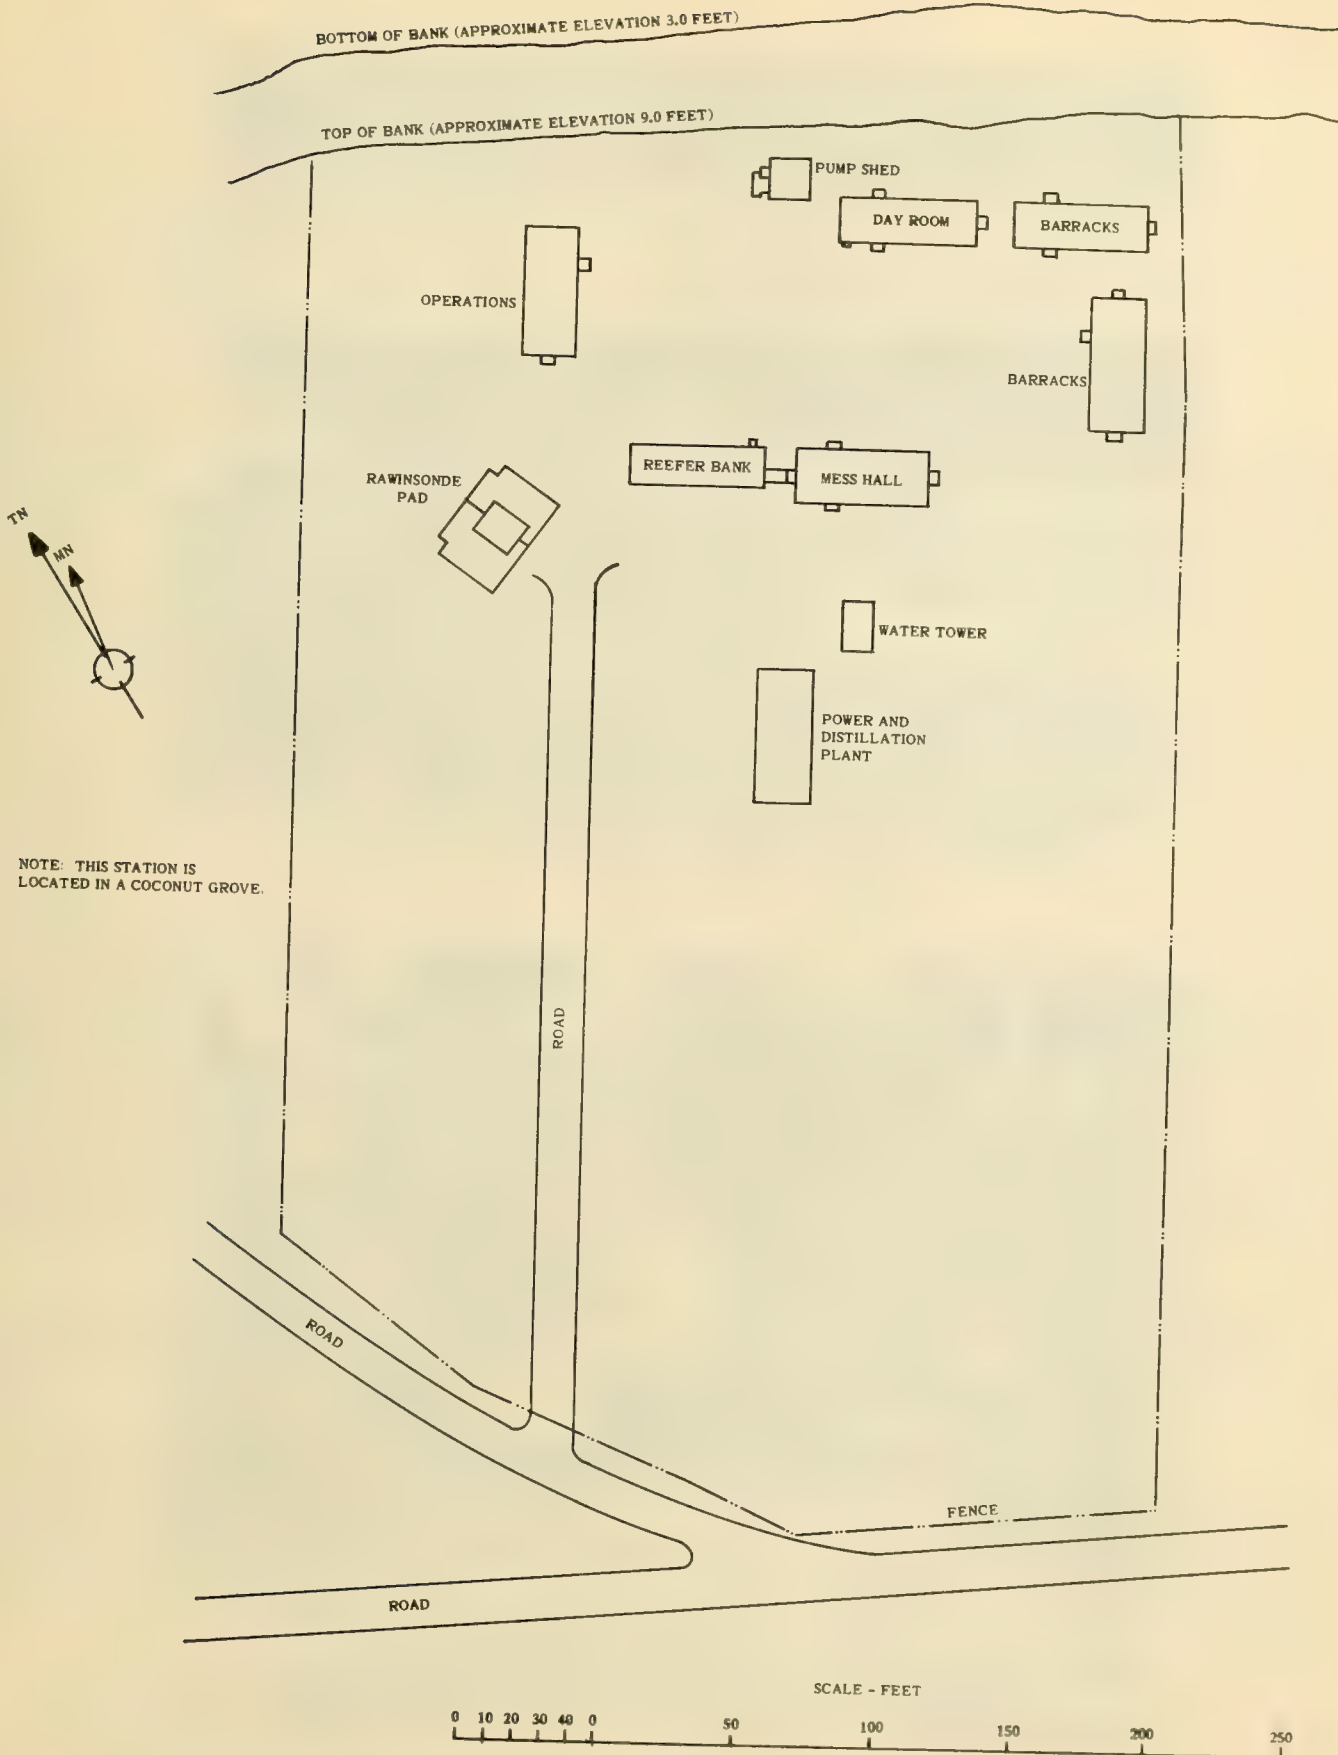 BOTTOM OF BANK (APPROXIMATE ELEVATION 3.0 FEET)
TOP OF BANK (APPROXIMATE ELEVATION 9.0 FEET)
PUMP SHED
DAY ROOM
BARRACKS
OPERATIONS
BARRACKS
REEFER BANK
MESS HALL
RAWINSONDE
PAD
TN
MN
WATER TOWER
POWER AND
DISTILLATION
PLANT
NOTE: THIS STATION IS
LOCATED IN A COCONUT GROVE.
ROAD
ROAD
FENCE
ROAD
SCALE - FEET
0 10 20 30 40 0 50 100 150 200 250